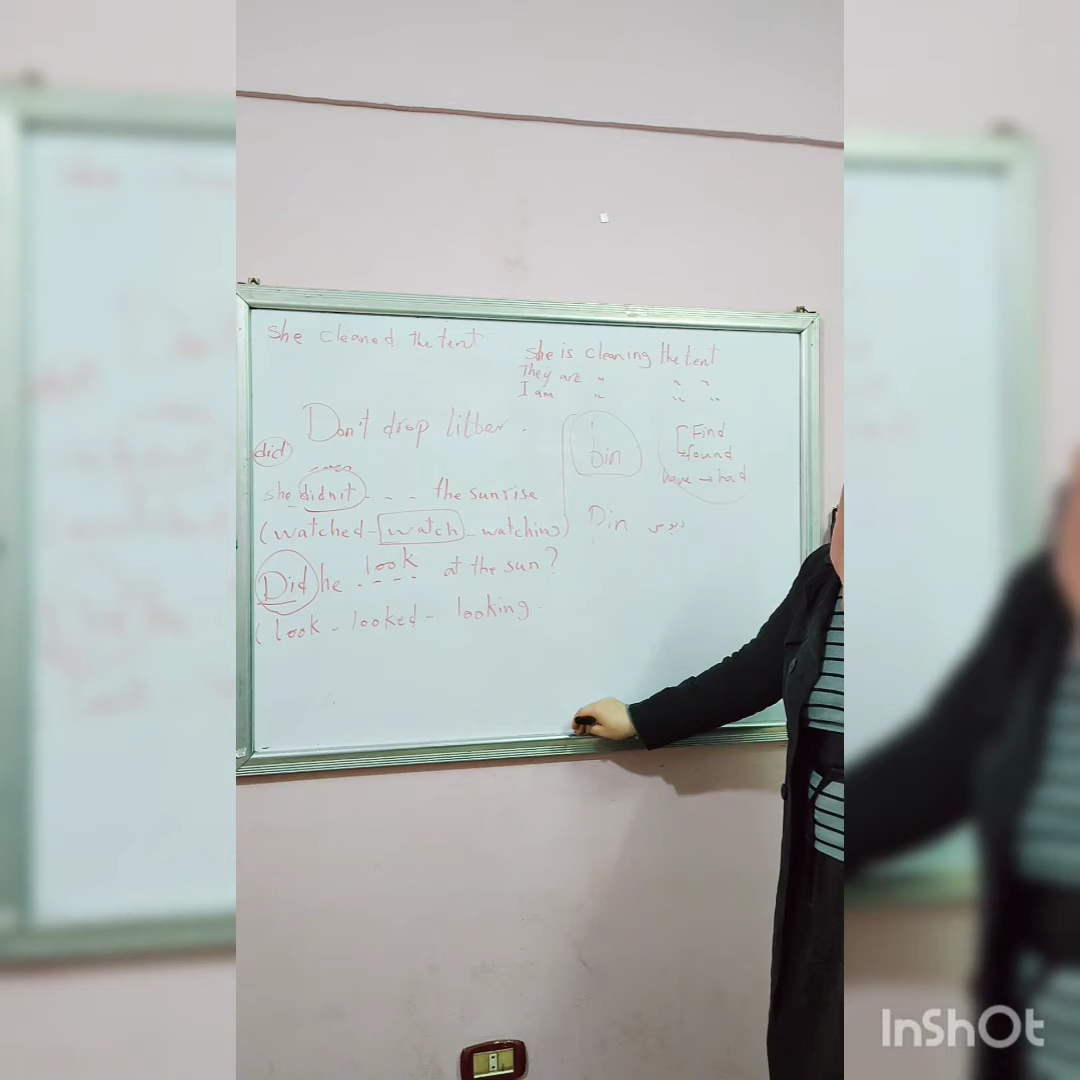 she cleaned the tent
she is cleaning the tent
They are " " "
I am " " "
Don't drop litter.
did
she didn't - - - - the sunrise
(watched - watch - watching)
Did he look at the sun?
(look - looked - looking
bin
Find
found
have → had
Pin دبوس
InShOt